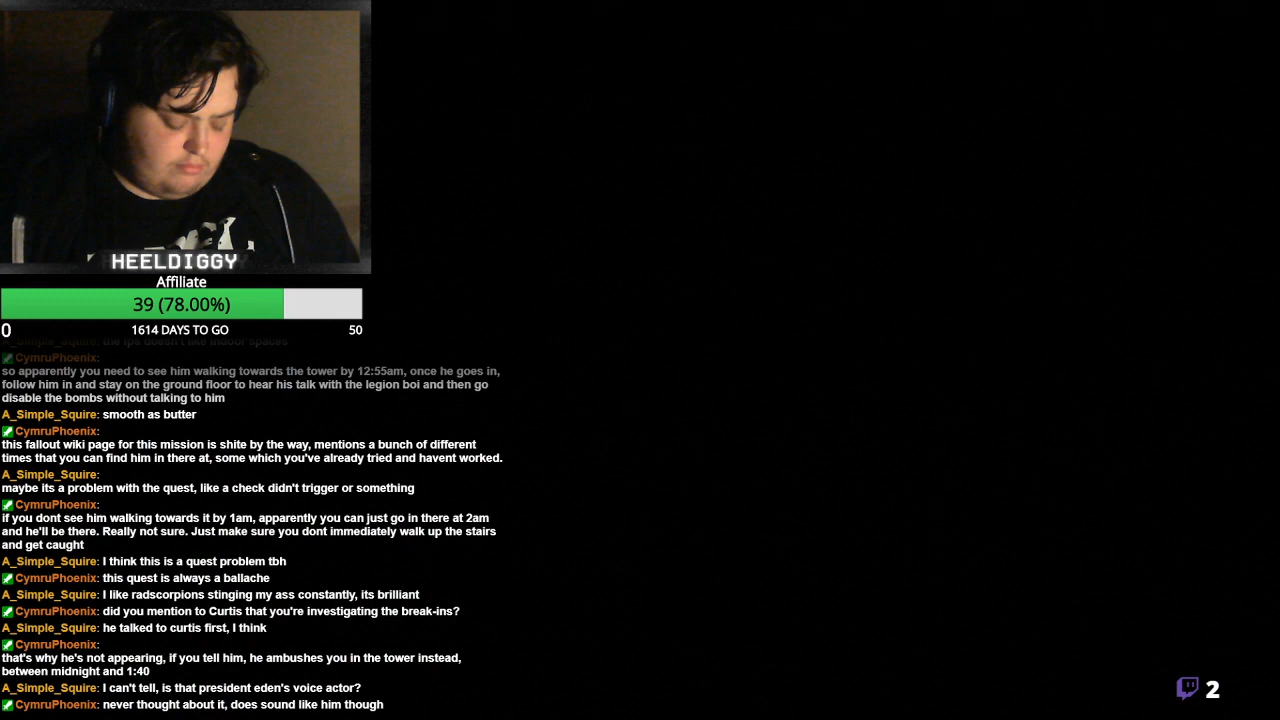 HEELDIGGY
Affiliate
39 (78.00%)
0 1614 DAYS TO GO 50
A_Simple_Squire: the fps doesn't like indoor spaces
CymruPhoenix:
so apparently you need to see him walking towards the tower by 12:55am, once he goes in,
follow him in and stay on the ground floor to hear his talk with the legion boi and then go
disable the bombs without talking to him
A_Simple_Squire: smooth as butter
CymruPhoenix:
this fallout wiki page for this mission is shite by the way, mentions a bunch of different
times that you can find him in there at, some which you've already tried and havent worked.
A_Simple_Squire:
maybe its a problem with the quest, like a check didn't trigger or something
CymruPhoenix:
if you dont see him walking towards it by 1am, apparently you can just go in there at 2am
and he'll be there. Really not sure. Just make sure you dont immediately walk up the stairs
and get caught
A_Simple_Squire: I think this is a quest problem tbh
CymruPhoenix: this quest is always a ballache
A_Simple_Squire: I like radscorpions stinging my ass constantly, its brilliant
CymruPhoenix: did you mention to Curtis that you're investigating the break-ins?
A_Simple_Squire: he talked to curtis first, I think
CymruPhoenix:
that's why he's not appearing, if you tell him, he ambushes you in the tower instead,
between midnight and 1:40
A_Simple_Squire: I can't tell, is that president eden's voice actor?
CymruPhoenix: never thought about it, does sound like him though
2